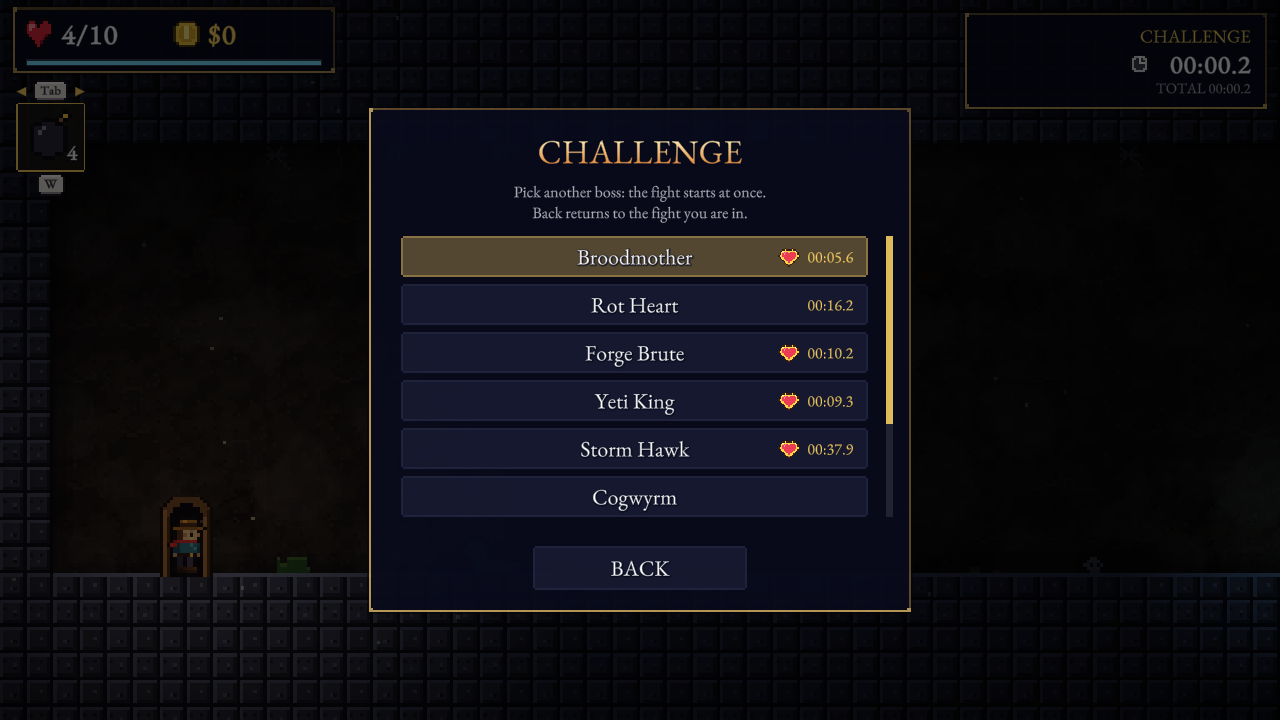 4/10
$0
Tab
4
W
CHALLENGE
00:00.2
TOTAL 00:00.2
CHALLENGE
Pick another boss: the fight starts at once.
Back returns to the fight you are in.
Broodmother 00:05.6
Rot Heart 00:16.2
Forge Brute 00:10.2
Yeti King 00:09.3
Storm Hawk 00:37.9
Cogwyrm
BACK